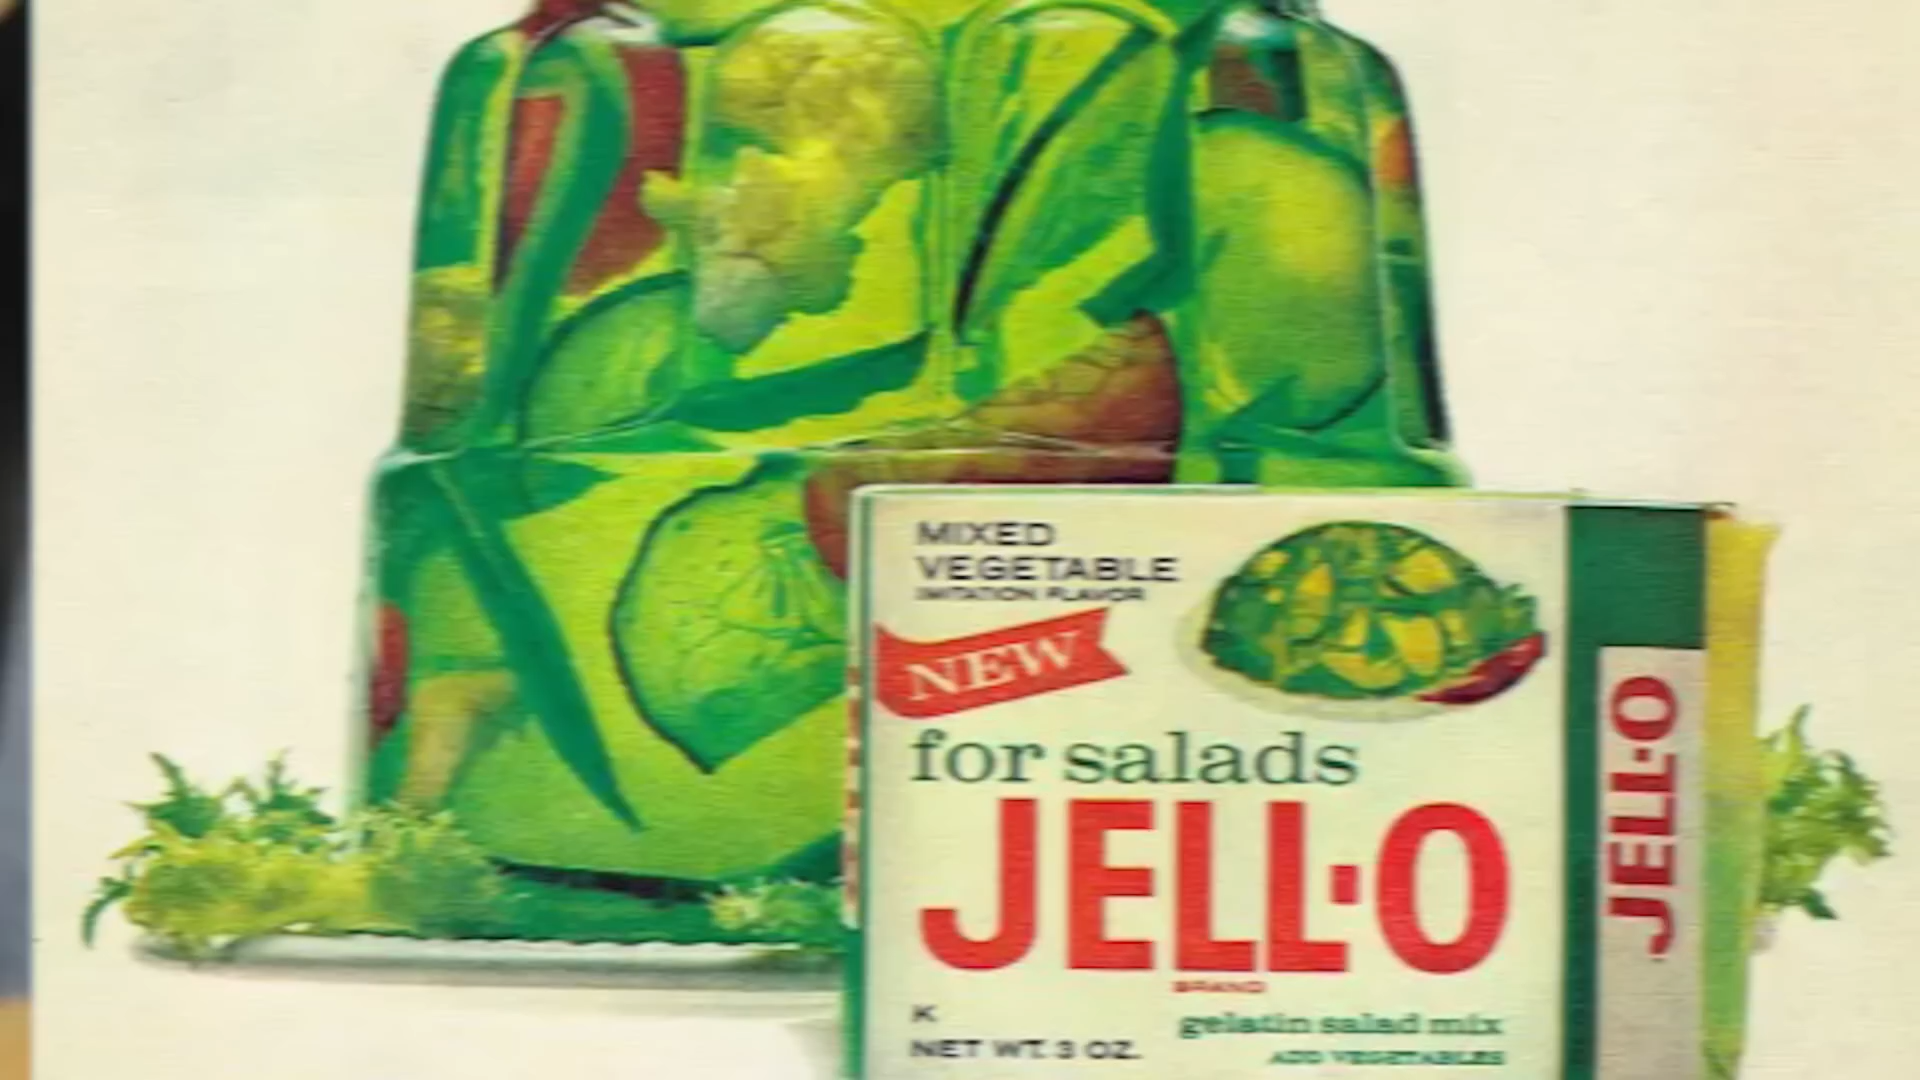 MIXED
VEGETABLE
IMITATION FLAVOR
NEW
for salads
JELL-O
BRAND
K
NET WT. 3 OZ.
gelatin salad mix
ADD VEGETABLES
JELL-O